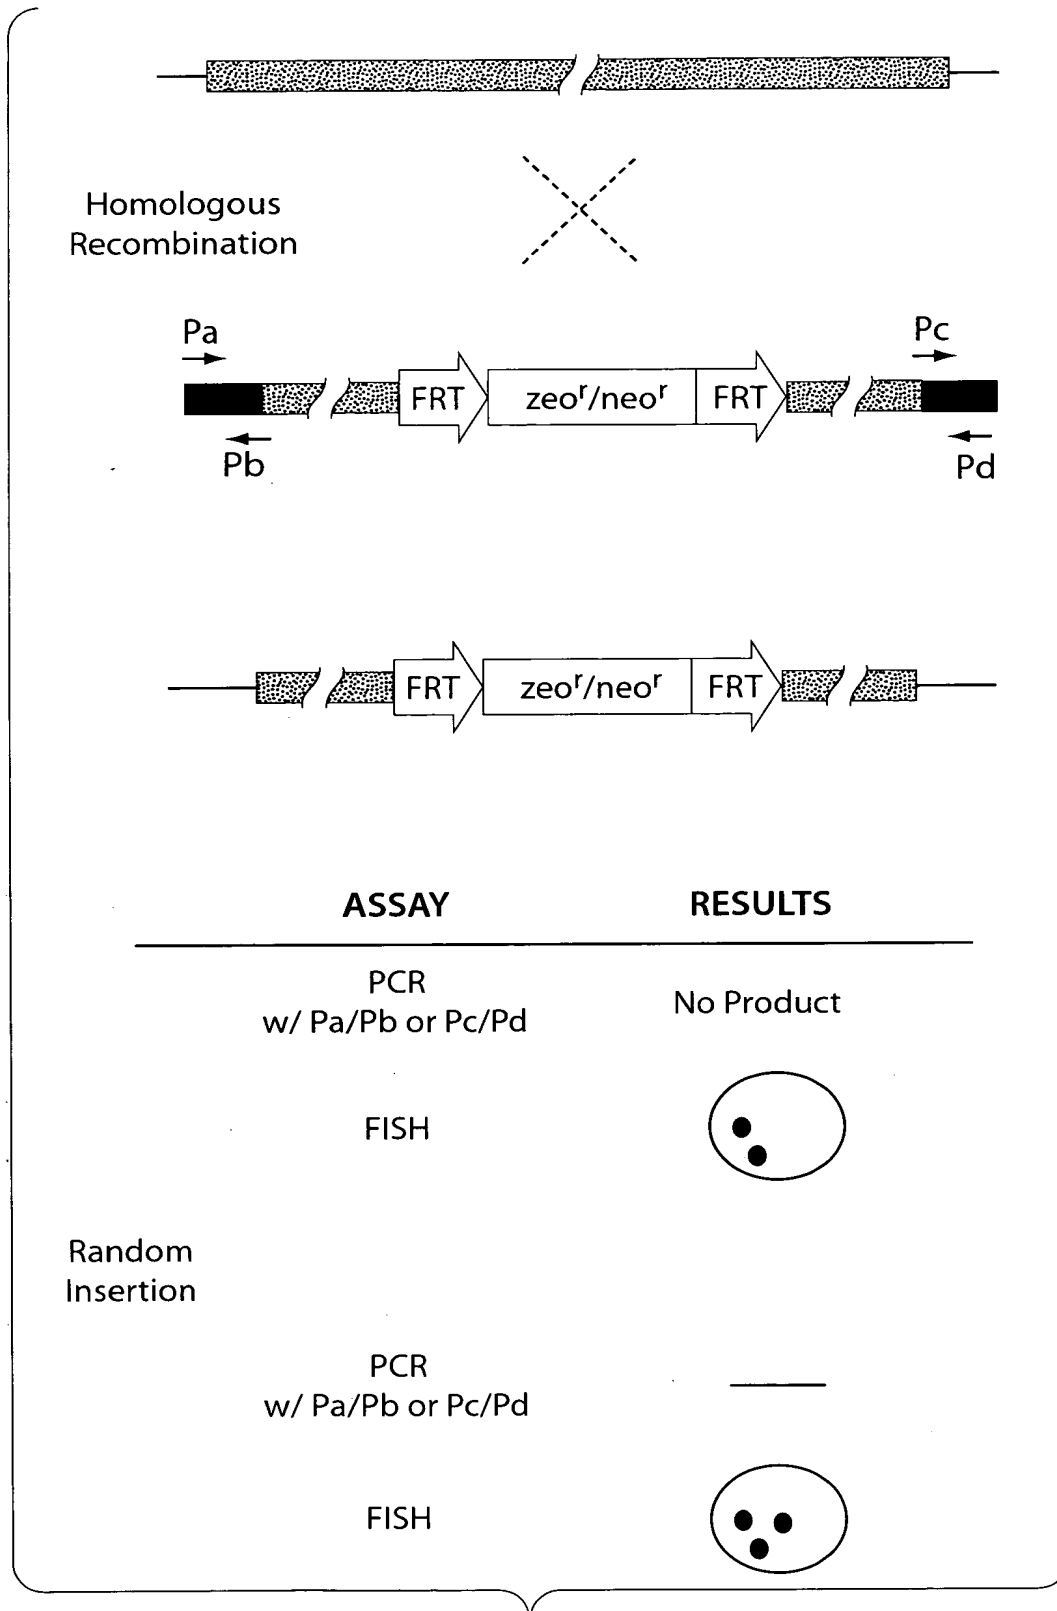 Homologous
Recombination
Pa
Pc
FRT zeoʳ/neoʳ FRT
Pb
Pd
FRT zeoʳ/neoʳ FRT
ASSAY RESULTS
PCR
w/ Pa/Pb or Pc/Pd
No Product
FISH
Random
Insertion
PCR
w/ Pa/Pb or Pc/Pd
FISH